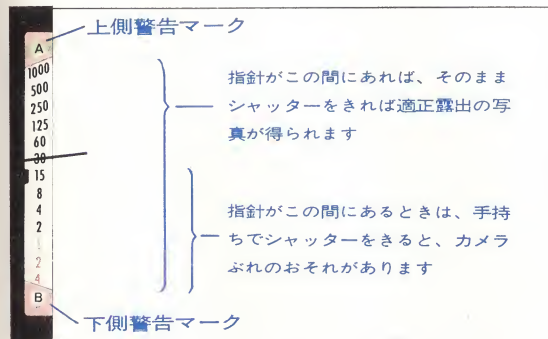 上側警告マーク
A
1000
500
250
125
60
30
15
8
4
2
2
4
B
指針がこの間にあれば、そのまま
シャッターをきれば適正露出の写
真が得られます
指針がこの間にあるときは、手持
ちでシャッターをきると、カメラ
ぶれのおそれがあります
下側警告マーク